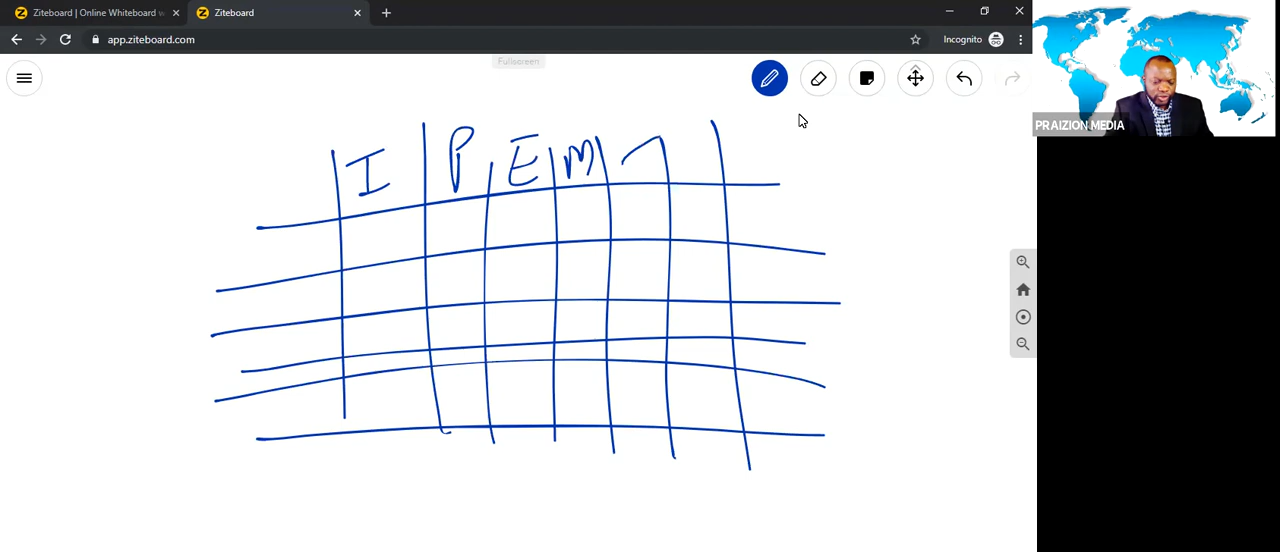 Ziteboard | Online Whiteboard w
Ziteboard
app.ziteboard.com
Incognito
Fullscreen
PRAIZION MEDIA
I P E M